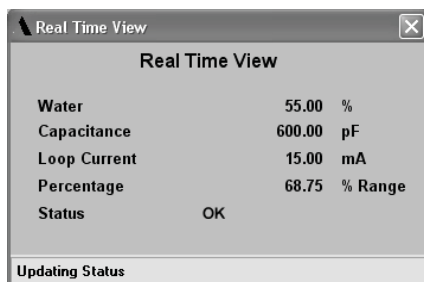 Real Time View
Real Time View
Water 55.00 %
Capacitance 600.00 pF
Loop Current 15.00 mA
Percentage 68.75 % Range
Status OK
Updating Status